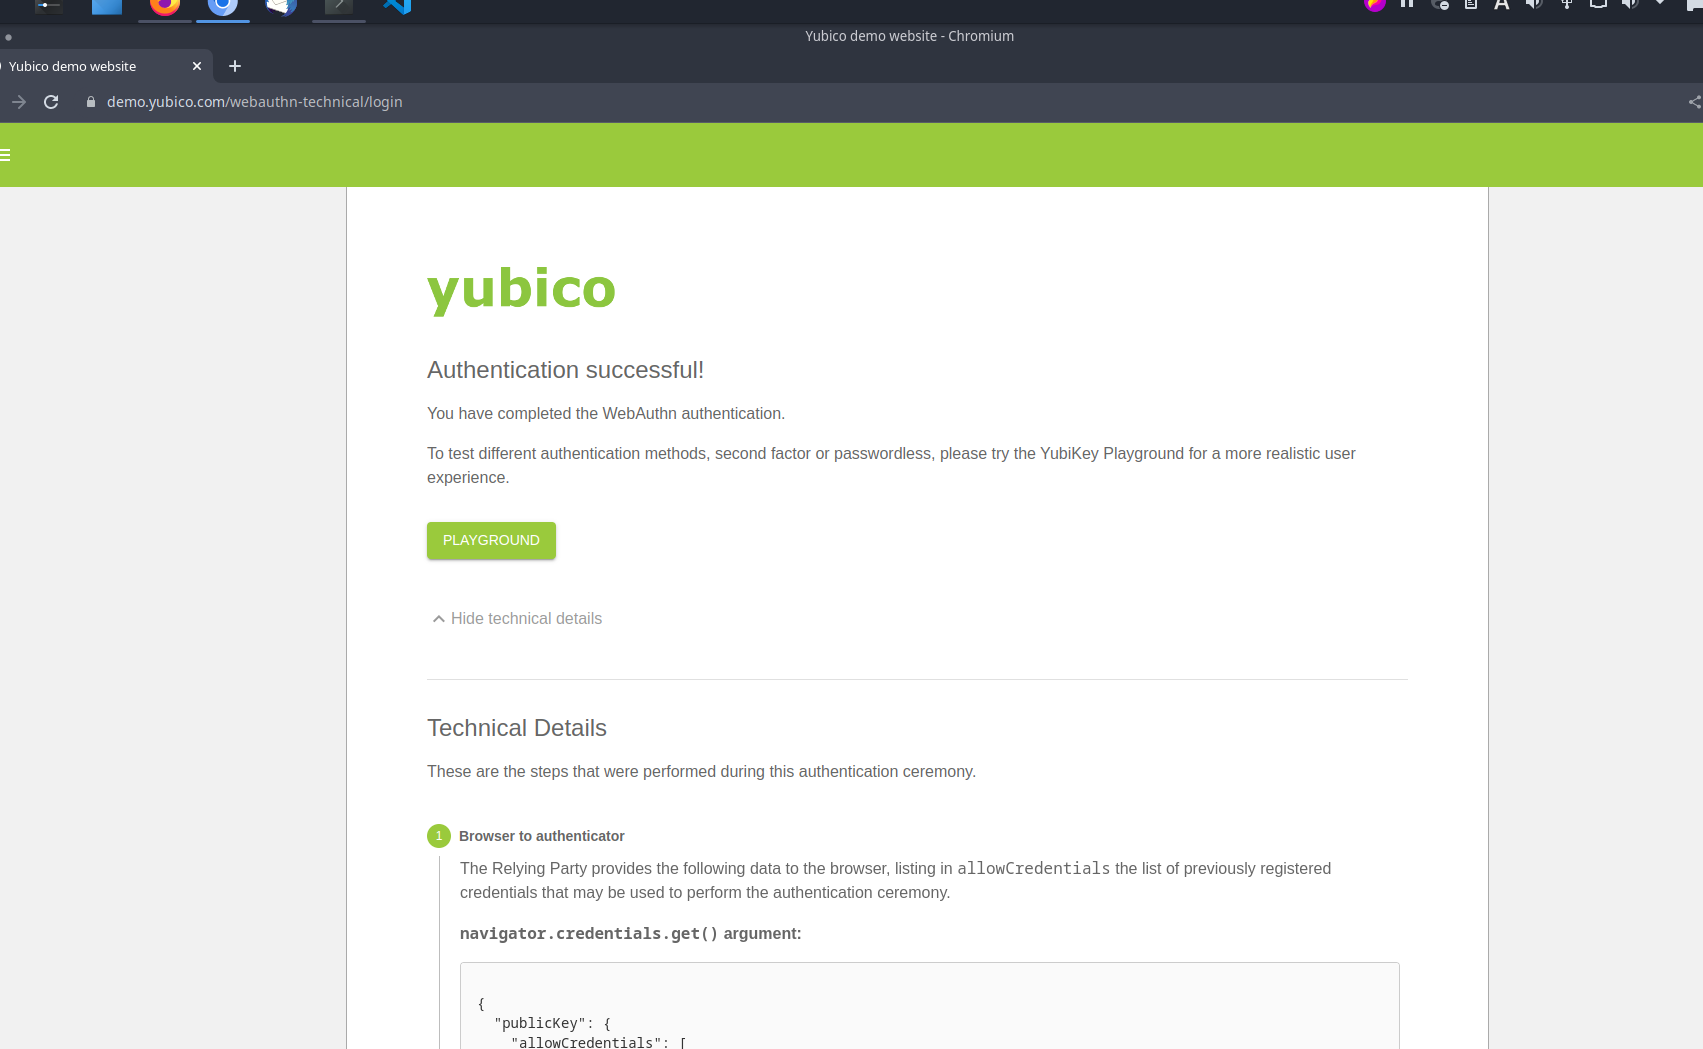 Yubico demo website - Chromium
Yubico demo website
demo.yubico.com/webauthn-technical/login
yubico
Authentication successful!
You have completed the WebAuthn authentication.
To test different authentication methods, second factor or passwordless, please try the YubiKey Playground for a more realistic user
experience.
PLAYGROUND
Hide technical details
Technical Details
These are the steps that were performed during this authentication ceremony.
1 Browser to authenticator
The Relying Party provides the following data to the browser, listing in allowCredentials the list of previously registered
credentials that may be used to perform the authentication ceremony.
navigator.credentials.get() argument:
{
"publicKey": {
"allowCredentials": [